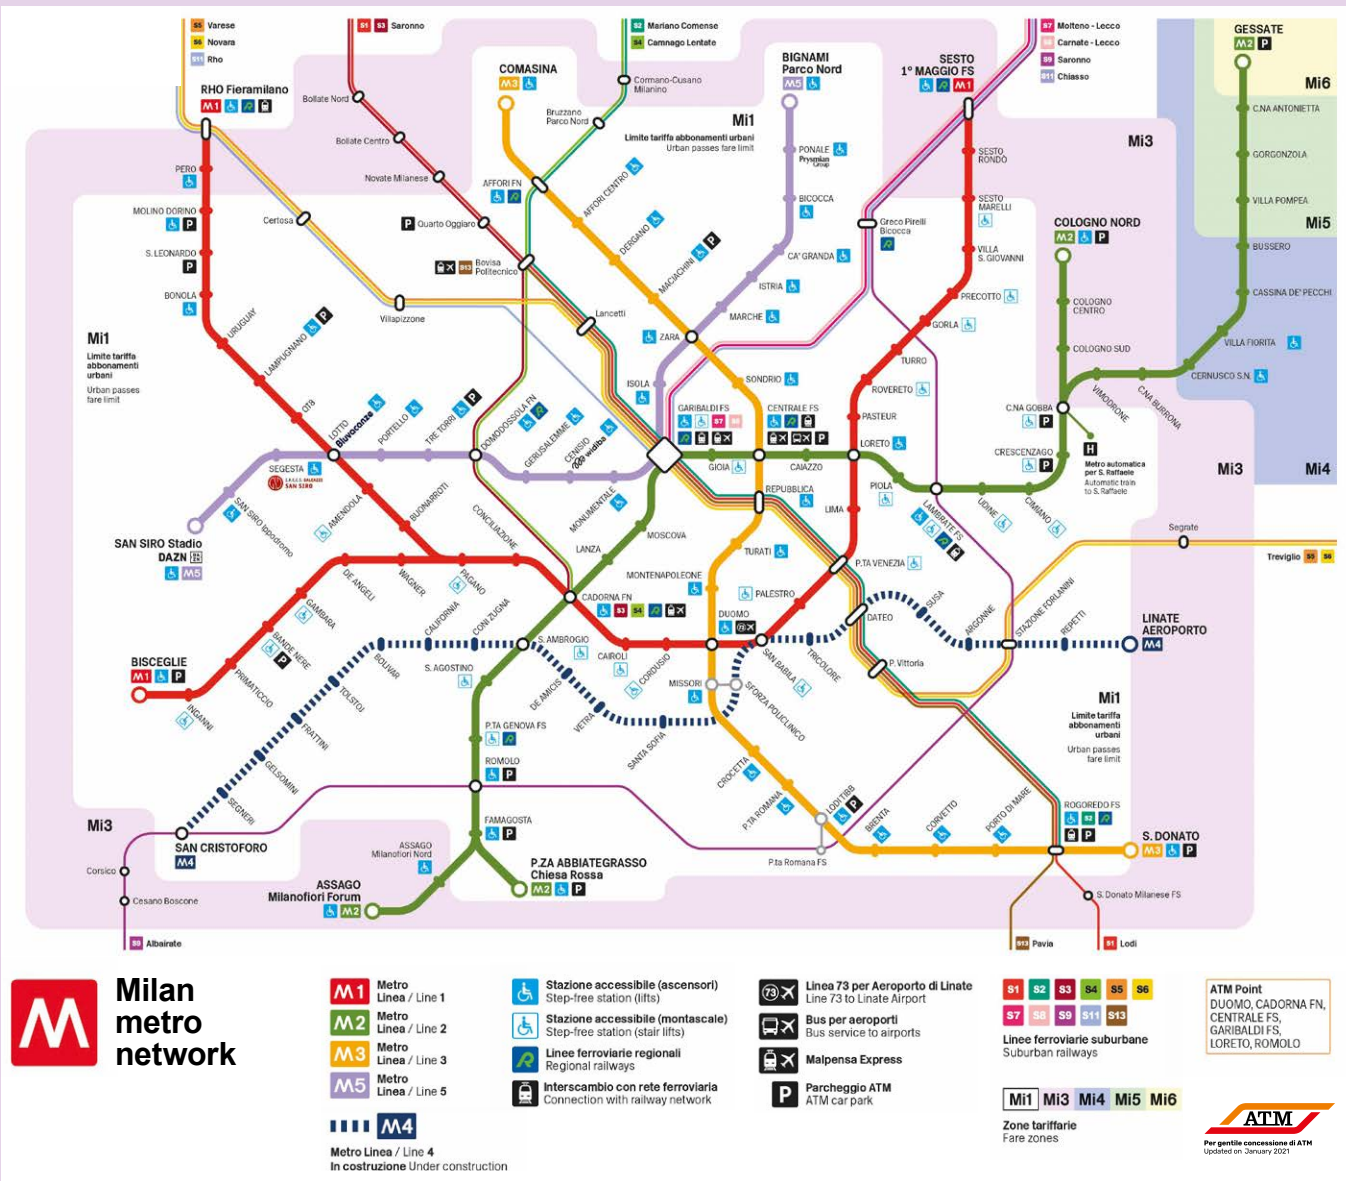 S5 Varese
S6 Novara
S11 Rho
S1 S3 Saronno
S2 Mariano Comense
S4 Camnago Lentate
S7 Molteno - Lecco
S8 Carnate - Lecco
S9 Saronno
S11 Chiasso
GESSATE
M2 P
Mi6
C.NA ANTONIETTA
GORGONZOLA
VILLA POMPEA
Mi5
BUSSERO
CASSINA DE' PECCHI
VILLA FIORITA
CERNUSCO S.N.
C.NA BURRONA
VIMODRONE
Mi4
RHO Fieramilano
M1
PERO
MOLINO DORINO
P
S. LEONARDO
P
BONOLA
URUGUAY
LAMPUGNANO P
QT8
LOTTO
Bluvacanze
AMENDOLA
BUONARROTI
Bollate Nord
Bollate Centro
Novate Milanese
P Quarto Oggiaro
S13 Bovisa
Politecnico
Certosa
Villapizzone
Lancetti
COMASINA
M3
Cormano-Cusano
Milanino
Bruzzano
Parco Nord
AFFORI FN
AFFORI CENTRO
DERGANO
MACIACHINI P
ZARA
SONDRIO
Mi1
Limite tariffa abbonamenti urbani
Urban passes fare limit
BIGNAMI
Parco Nord
M5
PONALE
Prysmian
Group
BICOCCA
CA' GRANDA
ISTRIA
MARCHE
ISOLA
SESTO
1° MAGGIO FS
M1
SESTO
RONDÒ
SESTO
MARELLI
VILLA
S. GIOVANNI
PRECOTTO
GORLA
TURRO
ROVERETO
PASTEUR
LORETO
LIMA
Greco Pirelli
Bicocca
Mi3
COLOGNO NORD
M2 P
COLOGNO
CENTRO
COLOGNO SUD
C.NA GOBBA
P
CRESCENZAGO
P
H
Metro automatica
per S. Raffaele
Automatic train
to S. Raffaele
Mi3
Mi1
Limite tariffa
abbonamenti
urbani
Urban passes
fare limit
SAN SIRO Stadio
DAZN
M5
SAN SIRO Ippodromo
SEGESTA
SAN SIRO
PORTELLO
TRE TORRI P
DOMODOSSOLA FN
GERUSALEMME
CENISIO
widiba
MONUMENTALE
GARIBALDI FS
S7 S8
CENTRALE FS
P
GIOIA
CAIAZZO
REPUBBLICA
PIOLA
LAMBRATE FS
UDINE
CIMIANO
Segrate
Treviglio S5 S6
MOSCOVA
LANZA
CONCILIAZIONE
CADORNA FN
S3 S4
PAGANO
WAGNER
DE ANGELI
GAMBARA
BANDE NERE
P
PRIMATICCIO
INGANNI
BISCEGLIE
M1 P
TURATI
MONTENAPOLEONE
DUOMO
73
PALESTRO
P.TA VENEZIA
CAIROLI
CORDUSIO
MISSORI
SAN BABILA
TRICOLORE
DATEO
SUSA
ARGONNE
STAZIONE FORLANINI
REPETTI
LINATE
AEROPORTO
M4
P. Vittoria
SFORZA POLICLINICO
SANTA SOFIA
VETRA
DE AMICIS
S. AMBROGIO
CONI ZUGNA
CALIFORNIA
BOLIVAR
TOLSTOJ
FRATTINI
GELSOMINI
SEGNERI
SAN CRISTOFORO
M4
S. AGOSTINO
P.TA GENOVA FS
ROMOLO
P
FAMAGOSTA
P
ASSAGO
Milanofiori Nord
ASSAGO
Milanofiori Forum
M2
P.ZA ABBIATEGRASSO
Chiesa Rossa
M2 P
CROCETTA
P.TA ROMANA
LODI TIBB
P
P.ta Romana FS
BRENTA
CORVETTO
PORTO DI MARE
ROGOREDO FS
S2
P
S. DONATO
M3 P
Mi1
Limite tariffa
abbonamenti
urbani
Urban passes
fare limit
Mi3
Corsico
Cesano Boscone
S9 Albairate
S. Donato Milanese FS
S13 Pavia
S1 Lodi
M
Milan
metro
network
M1 Metro
Linea / Line 1
M2 Metro
Linea / Line 2
M3 Metro
Linea / Line 3
M5 Metro
Linea / Line 5
M4
Metro Linea / Line 4
In costruzione Under construction
Stazione accessibile (ascensori)
Step-free station (lifts)
Stazione accessibile (montascale)
Step-free station (stair lifts)
Linee ferroviarie regionali
Regional railways
Interscambio con rete ferroviaria
Connection with railway network
73 Linea 73 per Aeroporto di Linate
Line 73 to Linate Airport
Bus per aeroporti
Bus service to airports
Malpensa Express
P Parcheggio ATM
ATM car park
S1 S2 S3 S4 S5 S6
S7 S8 S9 S11 S13
Linee ferroviarie suburbane
Suburban railways
Mi1 Mi3 Mi4 Mi5 Mi6
Zone tariffarie
Fare zones
ATM Point
DUOMO, CADORNA FN,
CENTRALE FS,
GARIBALDI FS,
LORETO, ROMOLO
ATM
Per gentile concessione di ATM
Updated on January 2021